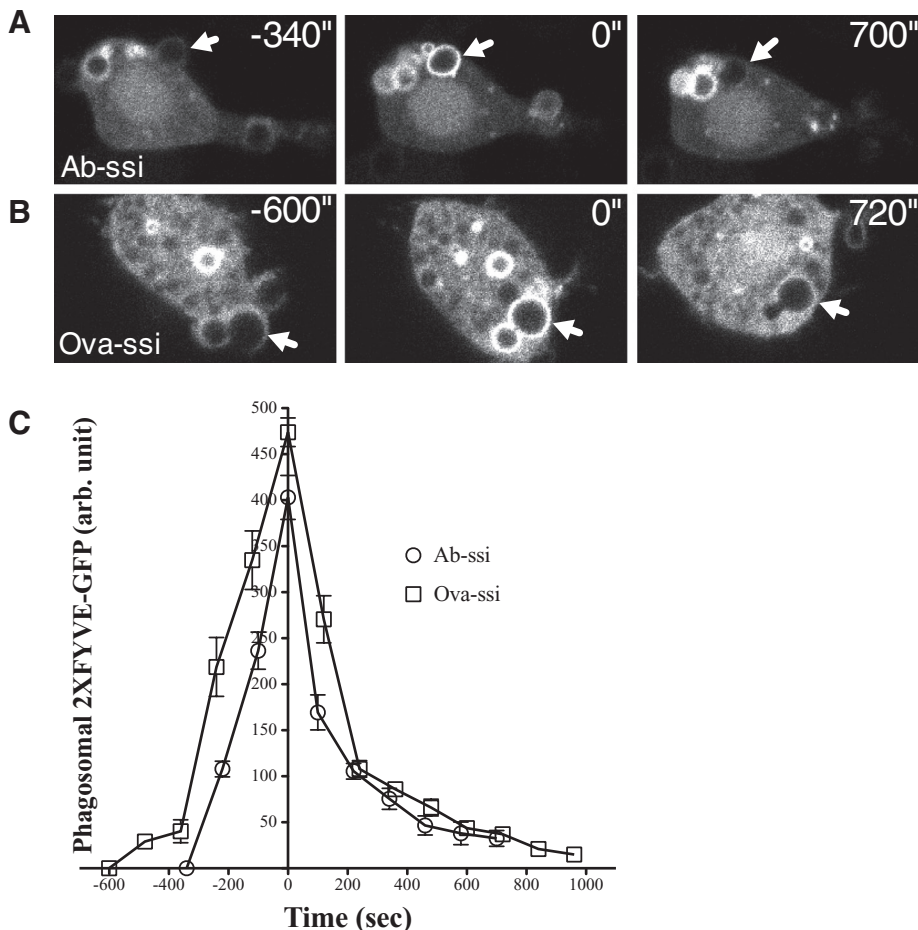 A
-340"
0"
700"
Ab-ssi
B
-600"
0"
720"
Ova-ssi
C
Phagosomal 2XFYVE-GFP (arb. unit)
500
450
400
350
300
250
200
150
100
50
Ab-ssi
Ova-ssi
-600 -400 -200 0 200 400 600 800 1000
Time (sec)